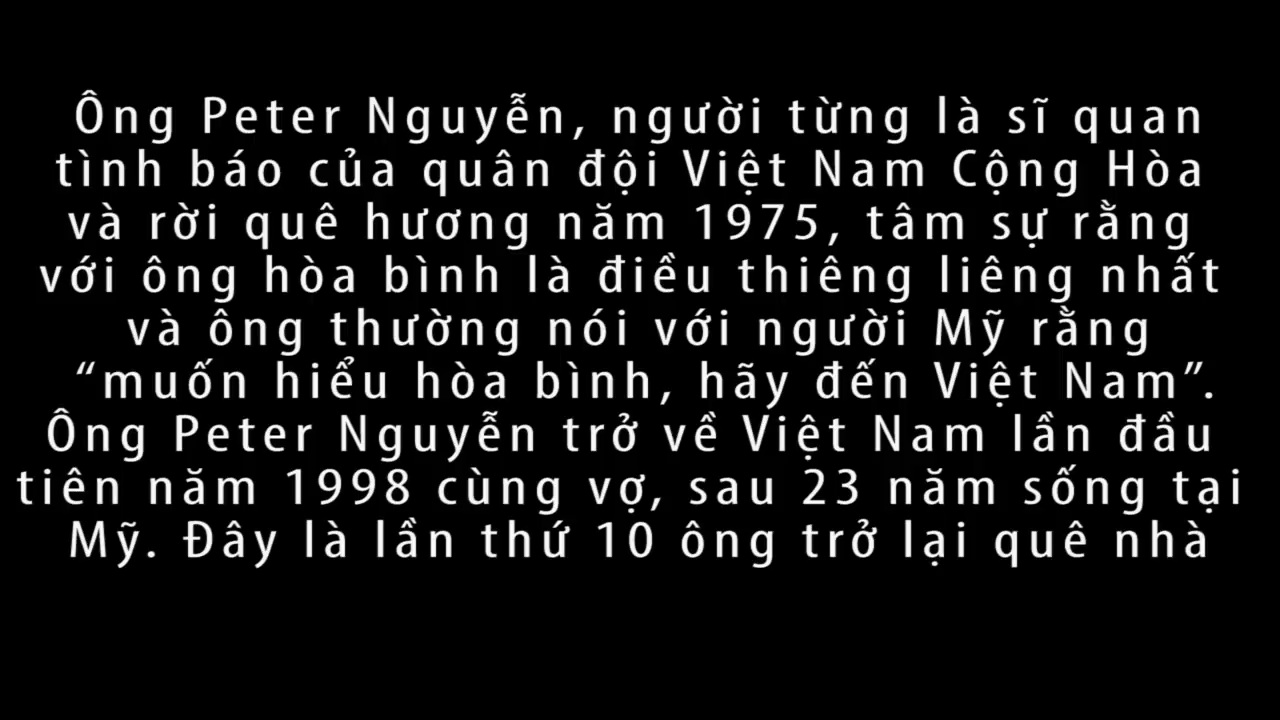 Ông Peter Nguyễn, người từng là sĩ quan
tình báo của quân đội Việt Nam Cộng Hòa
và rời quê hương năm 1975, tâm sự rằng
với ông hòa bình là điều thiêng liêng nhất
và ông thường nói với người Mỹ rằng
“muốn hiểu hòa bình, hãy đến Việt Nam”.
Ông Peter Nguyễn trở về Việt Nam lần đầu
tiên năm 1998 cùng vợ, sau 23 năm sống tại
Mỹ. Đây là lần thứ 10 ông trở lại quê nhà